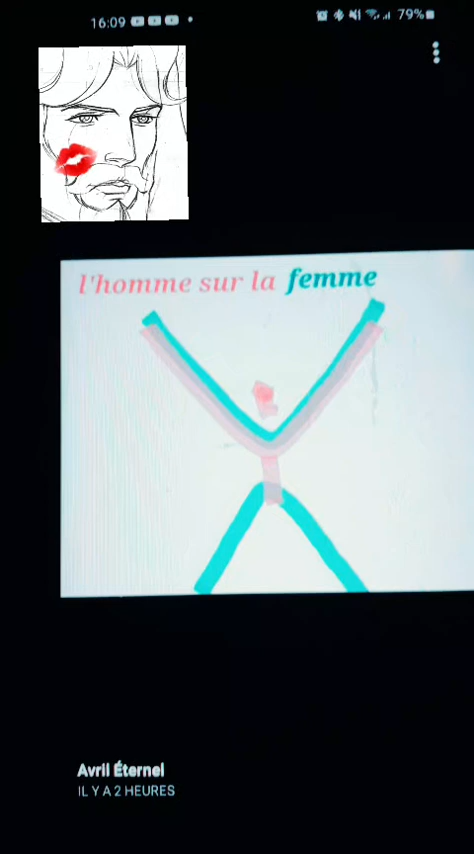 16:09
79%
l'homme sur la femme
Avril Éternel
IL Y A 2 HEURES